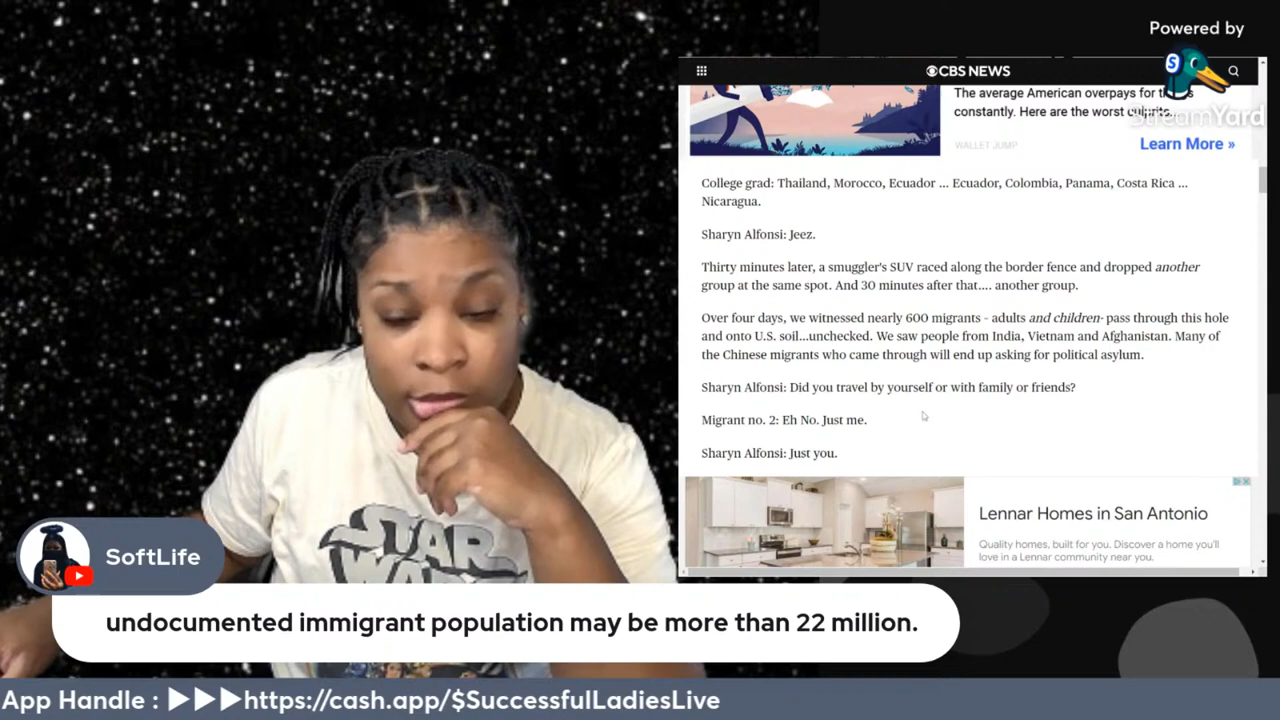 Powered by
StreamYard
CBS NEWS
The average American overpays for
constantly. Here are the worst culprits.
WALLET JUMP
Learn More »
College grad: Thailand, Morocco, Ecuador ... Ecuador, Colombia, Panama, Costa Rica ...
Nicaragua.
Sharyn Alfonsi: Jeez.
Thirty minutes later, a smuggler's SUV raced along the border fence and dropped another
group at the same spot. And 30 minutes after that.... another group.
Over four days, we witnessed nearly 600 migrants - adults and children- pass through this hole
and onto U.S. soil...unchecked. We saw people from India, Vietnam and Afghanistan. Many of
the Chinese migrants who came through will end up asking for political asylum.
Sharyn Alfonsi: Did you travel by yourself or with family or friends?
Migrant no. 2: Eh No. Just me.
Sharyn Alfonsi: Just you.
Lennar Homes in San Antonio
Quality homes, built for you. Discover a home you'll
love in a Lennar community near you.
STAR
SoftLife
undocumented immigrant population may be more than 22 million.
App Handle : ▶▶▶https://cash.app/$SuccessfulLadiesLive